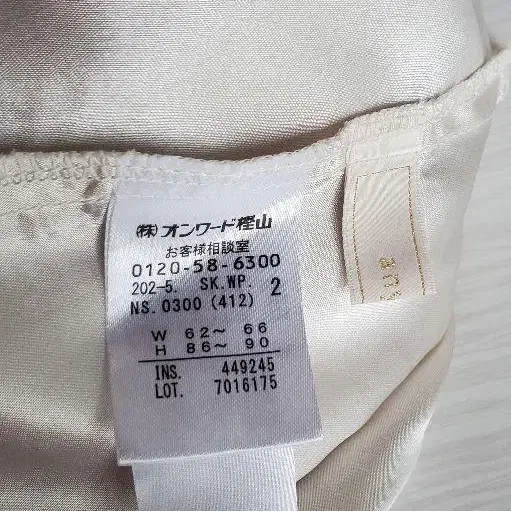 ㈱オンワード樫山
お客様相談室
0120-58-6300
202-5. SK.WP. 2
NS.0300 (412)
W 62～ 66
H 86～ 90
INS. 449245
LOT. 7016175